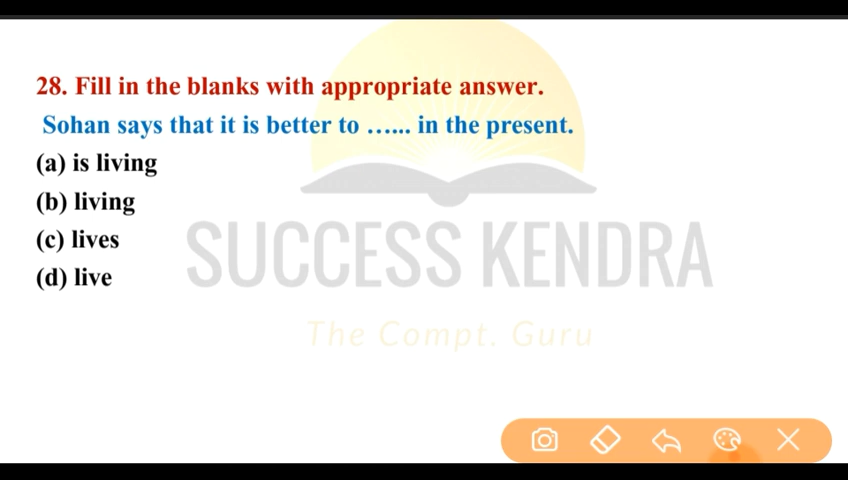 28. Fill in the blanks with appropriate answer.
Sohan says that it is better to …... in the present.
(a) is living
(b) living
(c) lives
(d) live
SUCCESS KENDRA
The Compt. Guru